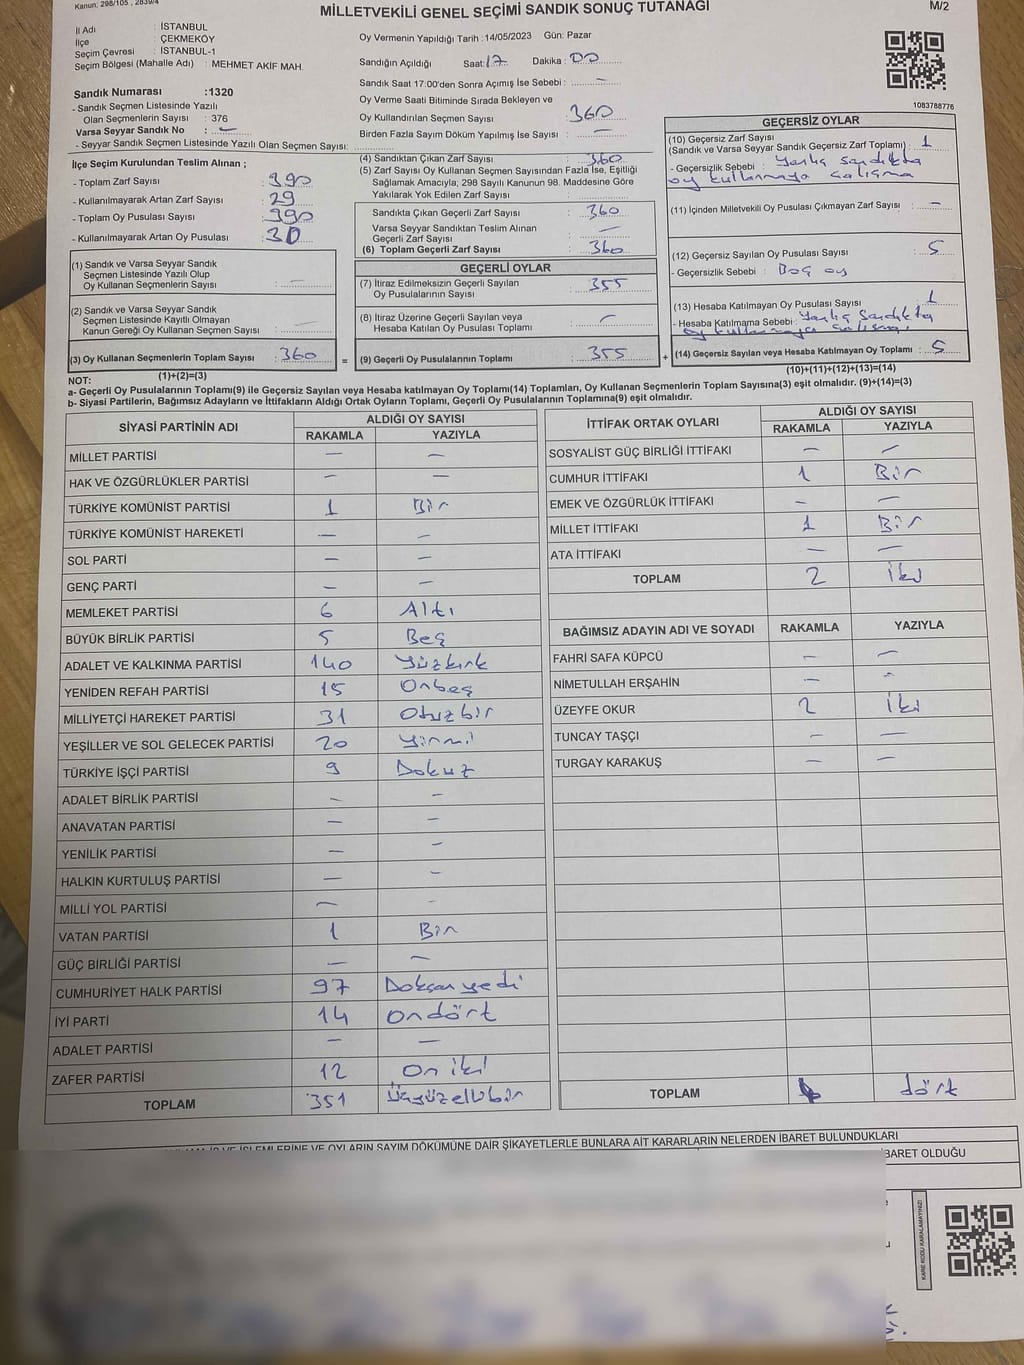 Kanun: 298/105 , 2839/4
MİLLETVEKİLİ GENEL SEÇİMİ SANDIK SONUÇ TUTANAĞI
M/2
İl Adı : İSTANBUL
İlçe : ÇEKMEKÖY
Seçim Çevresi : İSTANBUL-1
Seçim Bölgesi (Mahalle Adı) : MEHMET AKİF MAH.
Sandık Numarası :1320
- Sandık Seçmen Listesinde Yazılı
Olan Seçmenlerin Sayısı : 376
Varsa Seyyar Sandık No : —
- Seyyar Sandık Seçmen Listesinde Yazılı Olan Seçmen Sayısı:
Oy Vermenin Yapıldığı Tarih :14/05/2023 Gün: Pazar
Sandığın Açıldığı Saat:17 Dakika : 00
Sandık Saat 17:00'den Sonra Açımış İse Sebebi : —
Oy Verme Saati Bitiminde Sırada Bekleyen ve
Oy Kullandırılan Seçmen Sayısı : 360
Birden Fazla Sayım Döküm Yapılmış İse Sayısı : —
1083788776
İlçe Seçim Kurulundan Teslim Alınan ;
- Toplam Zarf Sayısı : 390
- Kullanılmayarak Artan Zarf Sayısı : 29
- Toplam Oy Pusulası Sayısı : 390
- Kullanılmayarak Artan Oy Pusulası : 30
(4) Sandıktan Çıkan Zarf Sayısı : 360
(5) Zarf Sayısı Oy Kullanan Seçmen Sayısından Fazla İse, Eşitliği
Sağlamak Amacıyla; 298 Sayılı Kanunun 98. Maddesine Göre
Yakılarak Yok Edilen Zarf Sayısı :
Sandıkta Çıkan Geçerli Zarf Sayısı : 360
Varsa Seyyar Sandıktan Teslim Alınan
Geçerli Zarf Sayısı : —
(6) Toplam Geçerli Zarf Sayısı : 360
GEÇERSİZ OYLAR
(10) Geçersiz Zarf Sayısı
(Sandık ve Varsa Seyyar Sandık Geçersiz Zarf Toplamı) : 1
- Geçersizlik Sebebi : Yanlış sandıkta
oy kullanmaya çalışma
(11) İçinden Milletvekili Oy Pusulası Çıkmayan Zarf Sayısı : —
(12) Geçersiz Sayılan Oy Pusulası Sayısı : 5
- Geçersizlik Sebebi : Boş oy
(13) Hesaba Katılmayan Oy Pusulası Sayısı : 1
- Hesaba Katılmama Sebebi : Yanlış sandıkta
oy kullanmaya çalışma
(14) Geçersiz Sayılan veya Hesaba Katılmayan Oy Toplamı : 5
(10)+(11)+(12)+(13)=(14)
(1) Sandık ve Varsa Seyyar Sandık
Seçmen Listesinde Yazılı Olup
Oy Kullanan Seçmenlerin Sayısı : —
(2) Sandık ve Varsa Seyyar Sandık
Seçmen Listesinde Kayıtlı Olmayan
Kanun Gereği Oy Kullanan Seçmen Sayısı : —
(3) Oy Kullanan Seçmenlerin Toplam Sayısı : 360 =
(1)+(2)=(3)
GEÇERLİ OYLAR
(7) İtiraz Edilmeksizin Geçerli Sayılan
Oy Pusulalarının Sayısı : 355
(8) İtiraz Üzerine Geçerli Sayılan veya
Hesaba Katılan Oy Pusulası Toplamı : —
(9) Geçerli Oy Pusulalarının Toplamı : 355 +
NOT:
a- Geçerli Oy Pusulalarının Toplamı(9) ile Geçersiz Sayılan veya Hesaba katılmayan Oy Toplamı(14) Toplamları, Oy Kullanan Seçmenlerin Toplam Sayısına(3) eşit olmalıdır. (9)+(14)=(3)
b- Siyasi Partilerin, Bağımsız Adayların ve İttifakların Aldığı Ortak Oyların Toplamı, Geçerli Oy Pusulalarının Toplamına(9) eşit olmalıdır.
SİYASİ PARTİNİN ADI ALDIĞI OY SAYISI
RAKAMLA YAZIYLA
MİLLET PARTİSİ — —
HAK VE ÖZGÜRLÜKLER PARTİSİ — —
TÜRKİYE KOMÜNİST PARTİSİ 1 Bir
TÜRKİYE KOMÜNİST HAREKETİ — —
SOL PARTİ — —
GENÇ PARTİ — —
MEMLEKET PARTİSİ 6 Altı
BÜYÜK BİRLİK PARTİSİ 5 Beş
ADALET VE KALKINMA PARTİSİ 140 Yüzkırk
YENİDEN REFAH PARTİSİ 15 Onbeş
MİLLİYETÇİ HAREKET PARTİSİ 31 Otuzbir
YEŞİLLER VE SOL GELECEK PARTİSİ 20 Yirmi
TÜRKİYE İŞÇİ PARTİSİ 9 Dokuz
ADALET BİRLİK PARTİSİ — —
ANAVATAN PARTİSİ — —
YENİLİK PARTİSİ — —
HALKIN KURTULUŞ PARTİSİ — —
MİLLİ YOL PARTİSİ — -
VATAN PARTİSİ 1 Bir
GÜÇ BİRLİĞİ PARTİSİ — —
CUMHURİYET HALK PARTİSİ 97 Doksanyedi
İYİ PARTİ 14 Ondört
ADALET PARTİSİ — —
ZAFER PARTİSİ 12 On iki
TOPLAM 351 Üçyüzellibir
İTTİFAK ORTAK OYLARI ALDIĞI OY SAYISI
RAKAMLA YAZIYLA
SOSYALİST GÜÇ BİRLİĞİ İTTİFAKI — —
CUMHUR İTTİFAKI 1 Bir
EMEK VE ÖZGÜRLÜK İTTİFAKI — —
MİLLET İTTİFAKI 1 Bir
ATA İTTİFAKI — —
TOPLAM 2 İki
BAĞIMSIZ ADAYIN ADI VE SOYADI RAKAMLA YAZIYLA
FAHRİ SAFA KÜPCÜ — —
NİMETULLAH ERŞAHİN — —
ÜZEYFE OKUR 2 İki
TUNCAY TAŞÇI — —
TURGAY KARAKUŞ — —
TOPLAM 4 dört
İŞLEMLERİNE VE OYLARIN SAYIM DÖKÜMÜNE DAİR ŞİKAYETLERLE BUNLARA AİT KARARLARIN NELERDEN İBARET BULUNDUKLARI
BARET OLDUĞU
KARE KODU KARALAMAYINIZ!